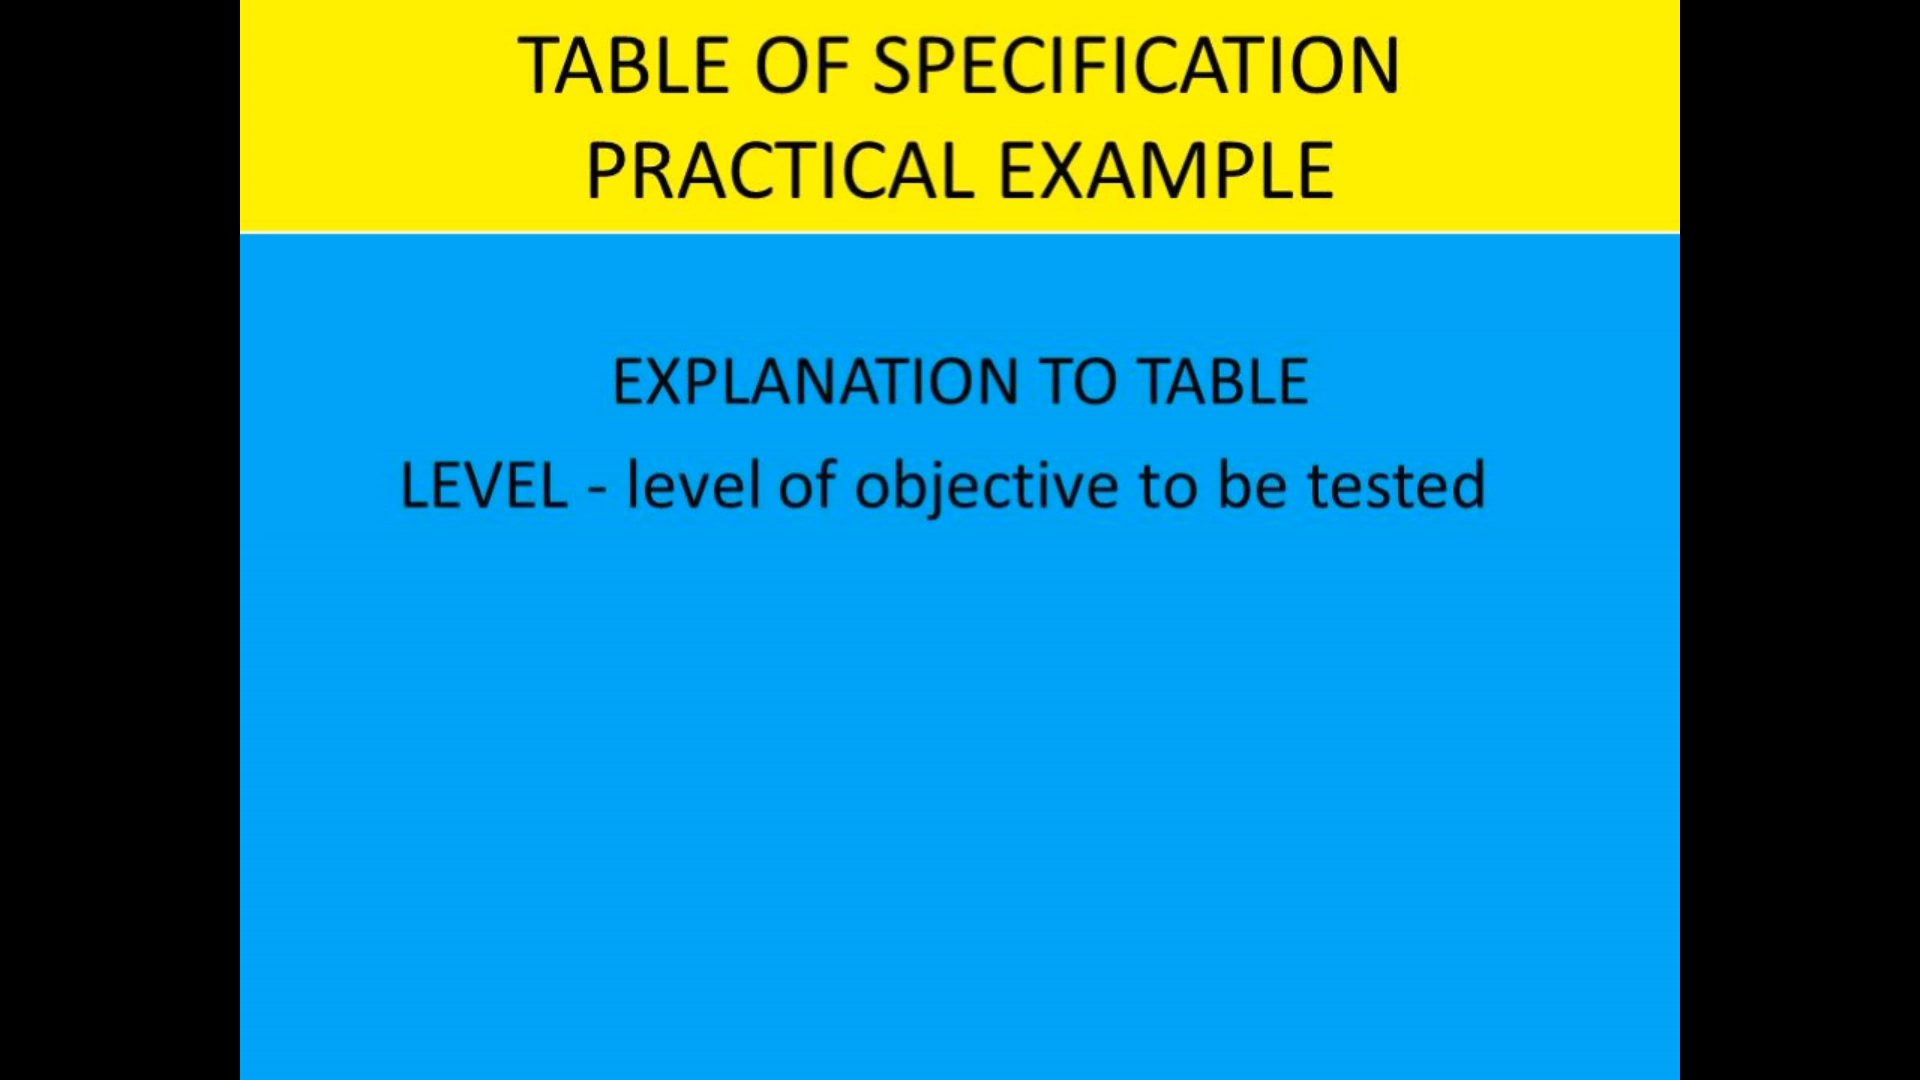 TABLE OF SPECIFICATION
PRACTICAL EXAMPLE
EXPLANATION TO TABLE
LEVEL - level of objective to be tested